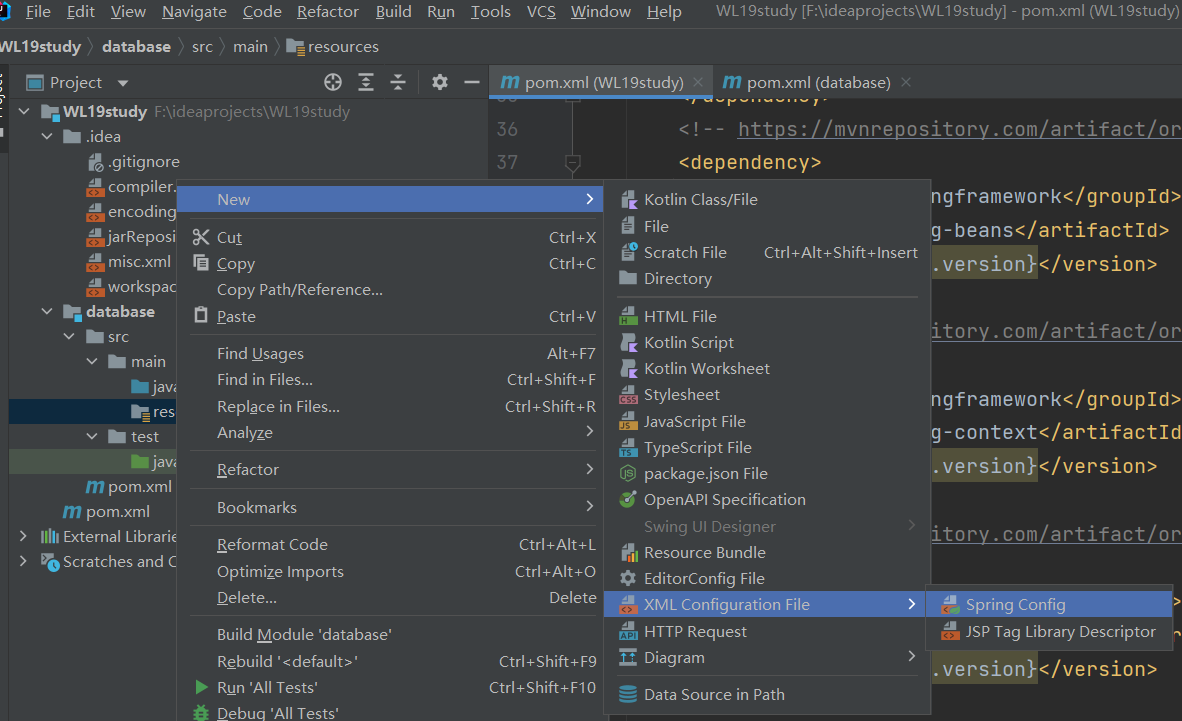 File Edit View Navigate Code Refactor Build Run Tools VCS Window Help WL19study [F:\ideaprojects\WL19study] - pom.xml (WL19study)
WL19study database src main resources
Project
pom.xml (WL19study) pom.xml (database)
WL19study F:\ideaprojects\WL19study
.idea
.gitignore
compiler.
encoding
jarReposi
misc.xml
workspac
database
src
main
java
res
test
java
pom.xml
pom.xml
External Librarie
Scratches and C
New
Cut Ctrl+X
Copy Ctrl+C
Copy Path/Reference...
Paste Ctrl+V
Find Usages Alt+F7
Find in Files... Ctrl+Shift+F
Replace in Files... Ctrl+Shift+R
Analyze
Refactor
Bookmarks
Reformat Code Ctrl+Alt+L
Optimize Imports Ctrl+Alt+O
Delete... Delete
Build Module 'database'
Rebuild '<default>' Ctrl+Shift+F9
Run 'All Tests' Ctrl+Shift+F10
Debug 'All Tests'
Kotlin Class/File
File
Scratch File Ctrl+Alt+Shift+Insert
Directory
HTML File
Kotlin Script
Kotlin Worksheet
Stylesheet
JavaScript File
TypeScript File
package.json File
OpenAPI Specification
Swing UI Designer
Resource Bundle
EditorConfig File
XML Configuration File
HTTP Request
Diagram
Data Source in Path
Spring Config
JSP Tag Library Descriptor
</dependency>
36 <!-- https://mvnrepository.com/artifact/or
37 <dependency>
ngframework</groupId>
g-beans</artifactId>
.version}</version>
itory.com/artifact/or
ngframework</groupId>
g-context</artifactId
.version}</version>
itory.com/artifact/or
.version}</version>